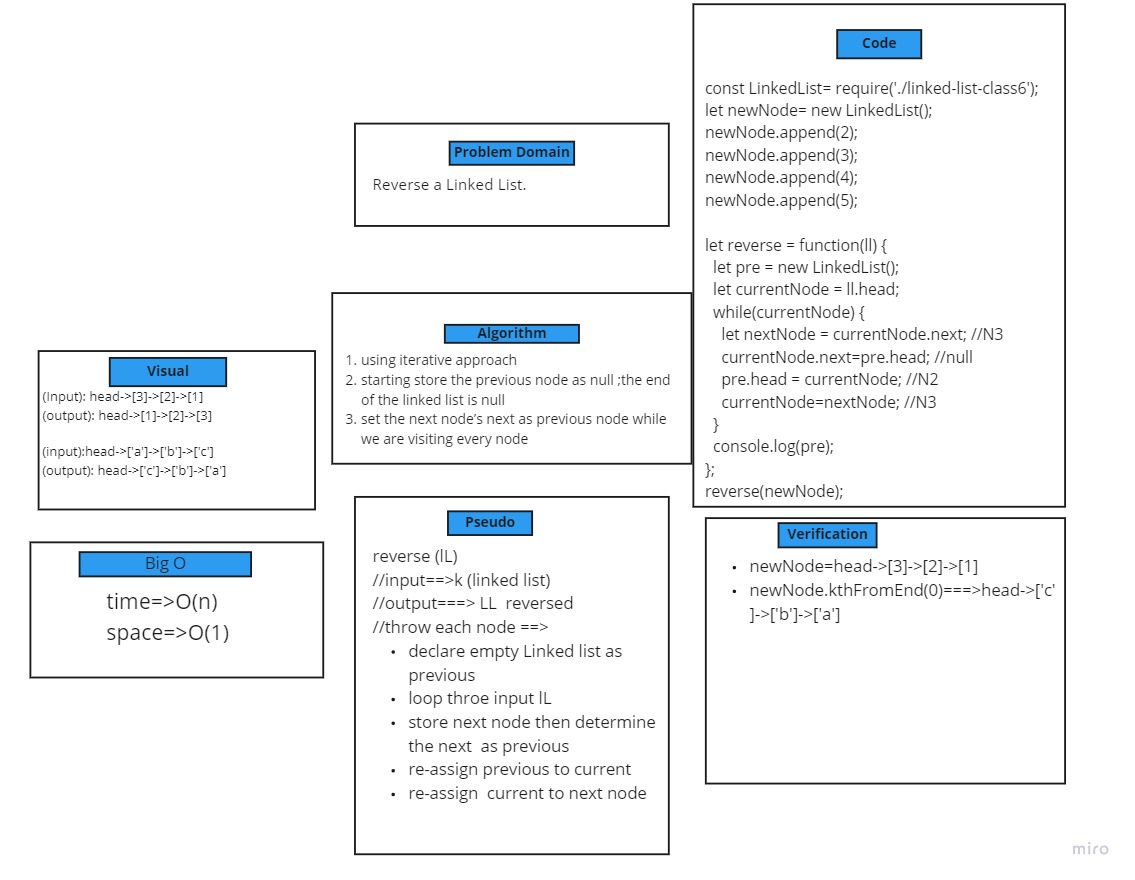 Problem Domain
Reverse a Linked List.
Algorithm
1. using iterative approach
2. starting store the previous node as null ;the end
of the linked list is null
3. set the next node's next as previous node while
we are visiting every node
Visual
(Input): head->[3]->[2]->[1]
(output): head->[1]->[2]->[3]
(input):head->['a']->['b']->['c']
(output): head->['c']->['b']->['a']
Big O
time=>O(n)
space=>O(1)
Pseudo
reverse (lL)
//input==>k (linked list)
//output===> LL  reversed
//throw each node ==>
• declare empty Linked list as
previous
• loop throe input lL
• store next node then determine
the next  as previous
• re-assign previous to current
• re-assign  current to next node
Code
const LinkedList= require('./linked-list-class6');
let newNode= new LinkedList();
newNode.append(2);
newNode.append(3);
newNode.append(4);
newNode.append(5);
let reverse = function(ll) {
let pre = new LinkedList();
let currentNode = ll.head;
while(currentNode) {
let nextNode = currentNode.next; //N3
currentNode.next=pre.head; //null
pre.head = currentNode; //N2
currentNode=nextNode; //N3
}
console.log(pre);
};
reverse(newNode);
Verification
• newNode=head->[3]->[2]->[1]
• newNode.kthFromEnd(0)===>head->['c'
]->['b']->['a']
miro